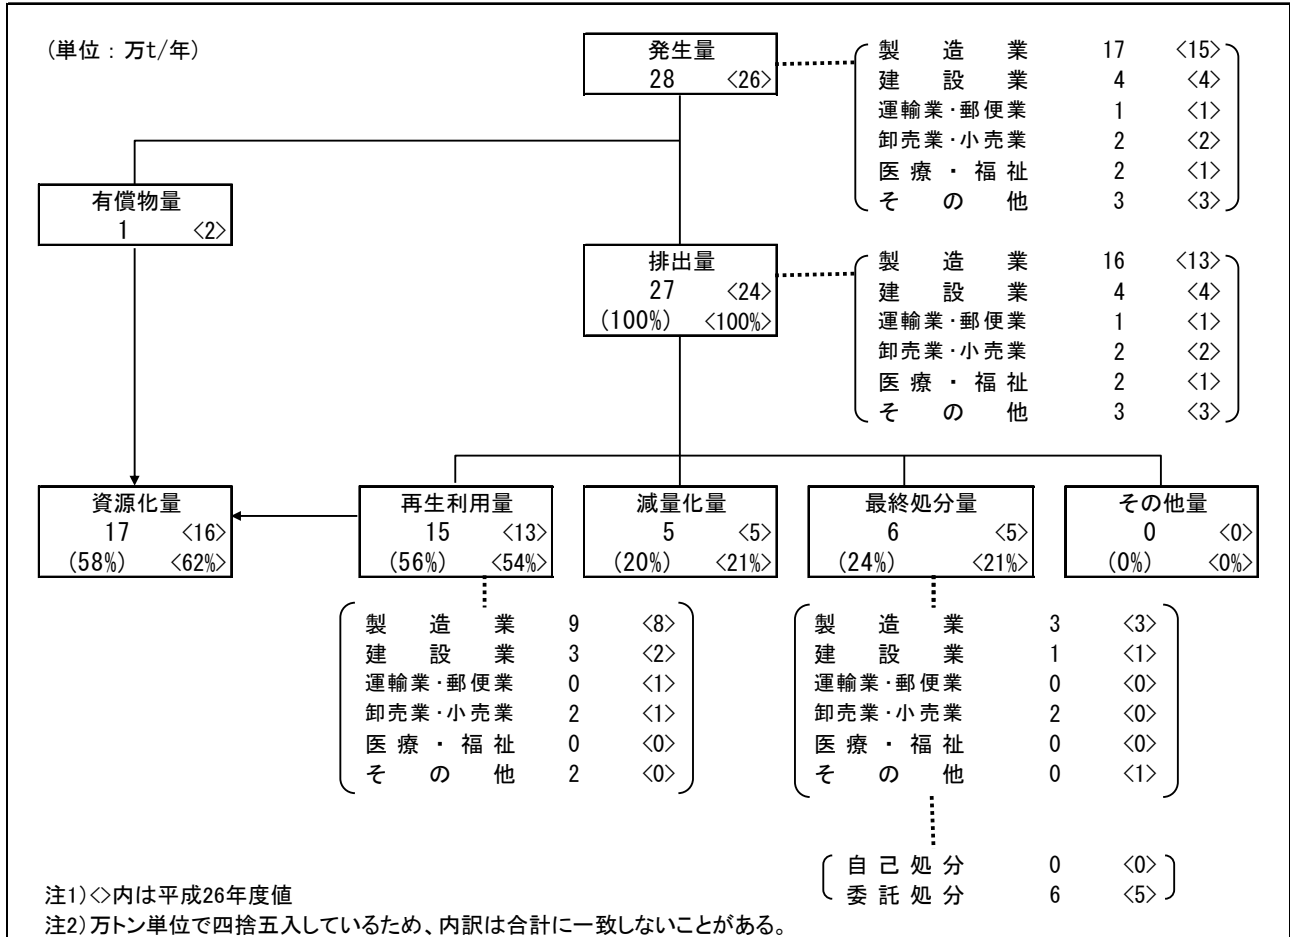 (単位：万t/年)
発生量
28 <26>
製造業 17 <15>
建設業 4 <4>
運輸業・郵便業 1 <1>
卸売業・小売業 2 <2>
医療・福祉 2 <1>
その他 3 <3>
有償物量
1 <2>
排出量
27 <24>
(100%) <100%>
製造業 16 <13>
建設業 4 <4>
運輸業・郵便業 1 <1>
卸売業・小売業 2 <2>
医療・福祉 2 <1>
その他 3 <3>
資源化量
17 <16>
(58%) <62%>
再生利用量
15 <13>
(56%) <54%>
減量化量
5 <5>
(20%) <21%>
最終処分量
6 <5>
(24%) <21%>
その他量
0 <0>
(0%) <0%>
製造業 9 <8>
建設業 3 <2>
運輸業・郵便業 0 <1>
卸売業・小売業 2 <1>
医療・福祉 0 <0>
その他 2 <0>
製造業 3 <3>
建設業 1 <1>
運輸業・郵便業 0 <0>
卸売業・小売業 2 <0>
医療・福祉 0 <0>
その他 0 <1>
自己処分 0 <0>
委託処分 6 <5>
注1)<>内は平成26年度値
注2)万トン単位で四捨五入しているため、内訳は合計に一致しないことがある。